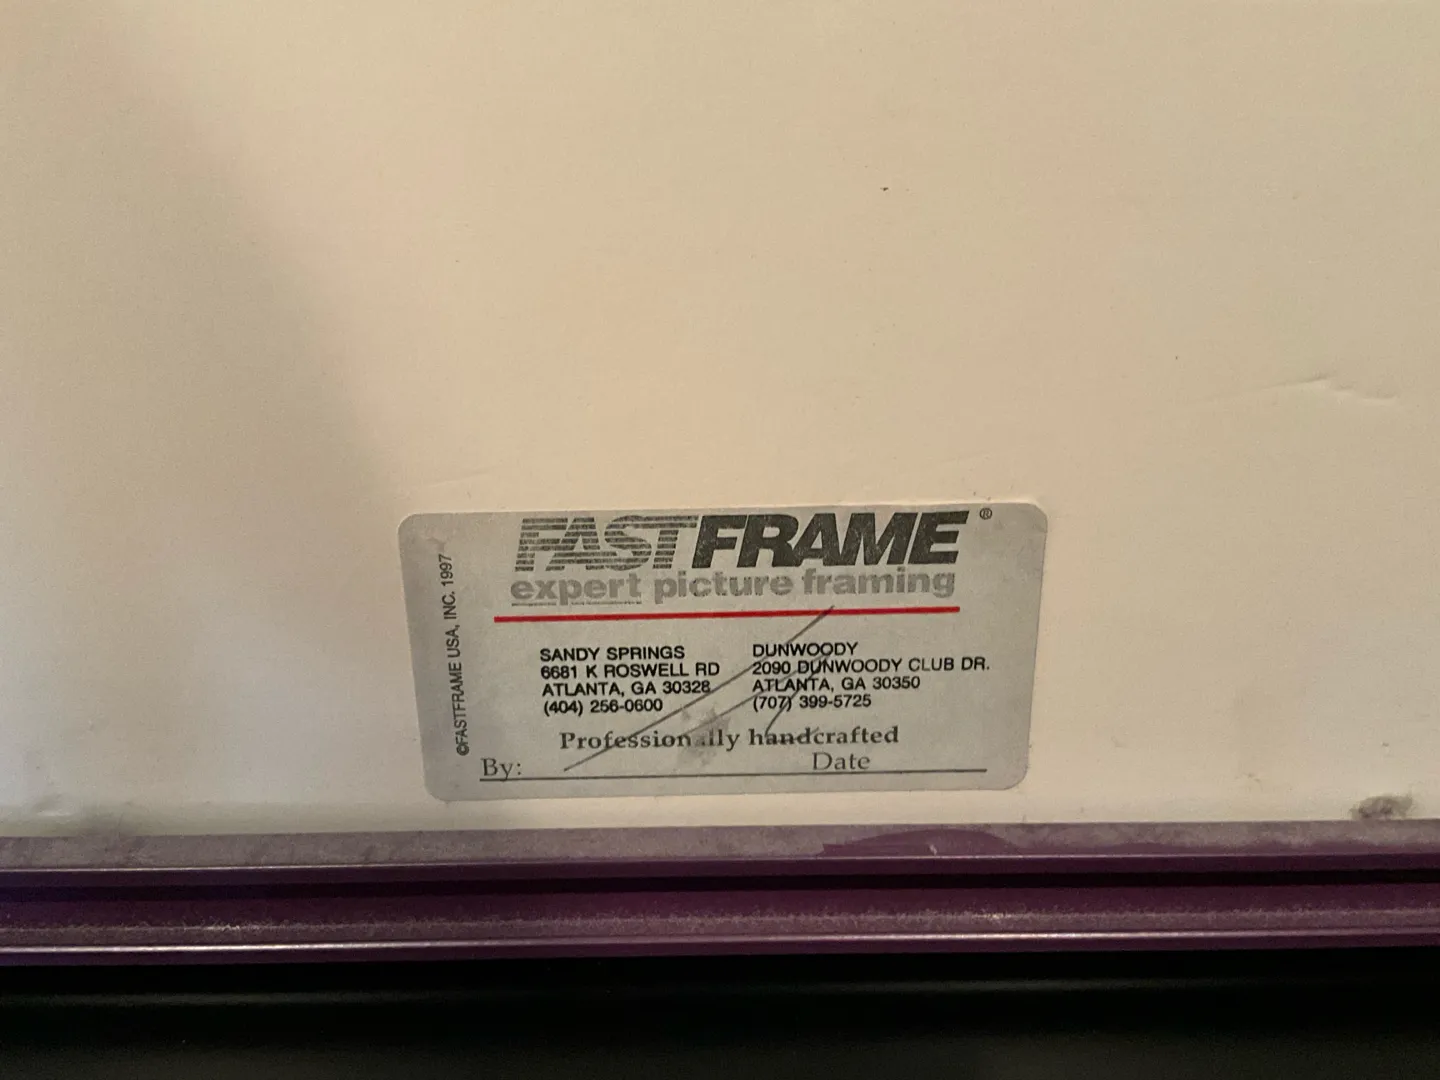 FASTFRAME ®
expert picture framing
©FASTFRAME USA, INC. 1997
SANDY SPRINGS
6681 K ROSWELL RD
ATLANTA, GA 30328
(404) 256-0600
DUNWOODY
2090 DUNWOODY CLUB DR.
ATLANTA, GA 30350
(707) 399-5725
Professionally handcrafted
By: Date